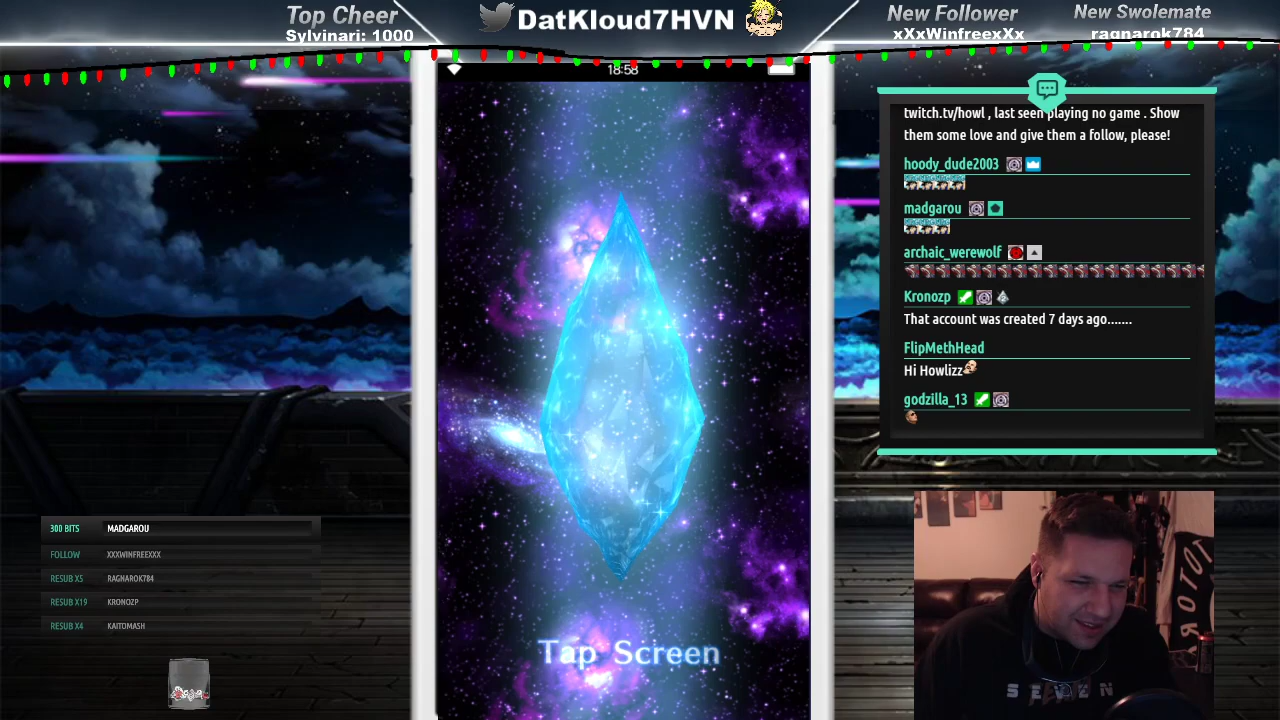 Top Cheer
Sylvinari: 1000
DatKloud7HVN
New Follower
xXxWinfreexXx
New Swolemate
ragnarok784
18:58
Tap Screen
twitch.tv/howl , last seen playing no game . Show
them some love and give them a follow, please!
hoody_dude2003
madgarou
archaic_werewolf
Kronozp
That account was created 7 days ago.......
FlipMethHead
Hi Howlizz
godzilla_13
300 BITS MADGAROU
FOLLOW XXXWINFREEXXX
RESUB X5 RAGNAROK784
RESUB X19 KRONOZP
RESUB X4 KAITOMASH